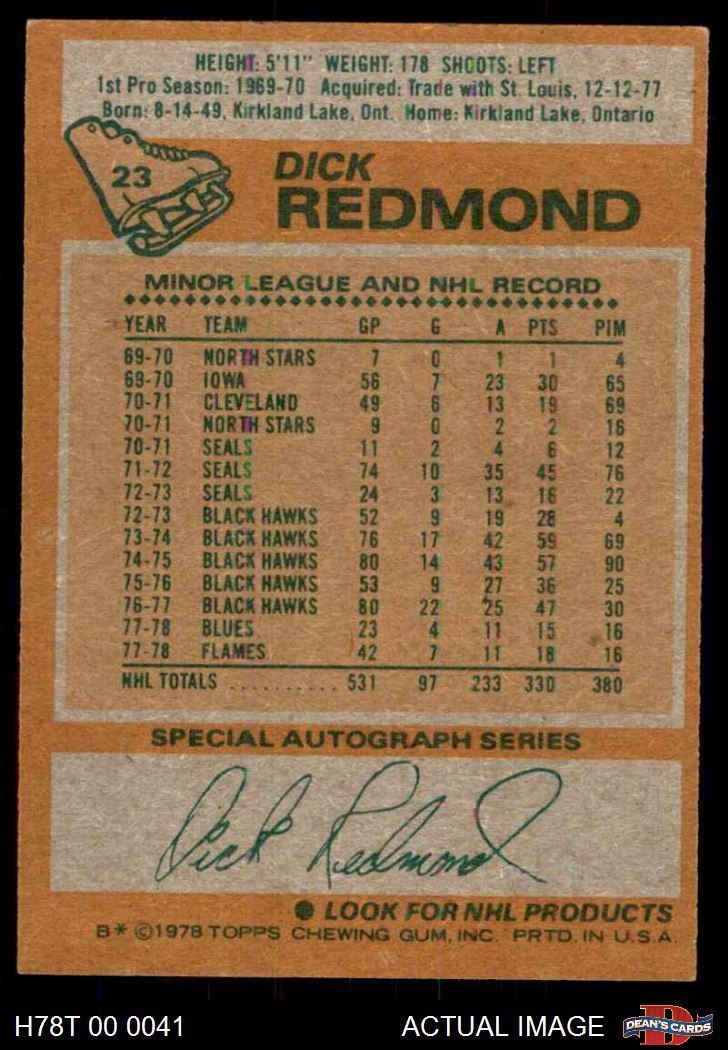 HEIGHT: 5'11" WEIGHT: 178 SHOOTS: LEFT
1st Pro Season: 1969-70 Acquired: Trade with St. Louis, 12-12-77
Born: 8-14-49, Kirkland Lake, Ont. Home: Kirkland Lake, Ontario
23
DICK
REDMOND
MINOR LEAGUE AND NHL RECORD
YEAR TEAM GP G A PTS PIM
69-70 NORTH STARS 7 0 1 1 4
69-70 IOWA 56 7 23 30 65
70-71 CLEVELAND 49 6 13 19 69
70-71 NORTH STARS 9 0 2 2 16
70-71 SEALS 11 2 4 6 12
71-72 SEALS 74 10 35 45 76
72-73 SEALS 24 3 13 16 22
72-73 BLACK HAWKS 52 9 19 28 4
73-74 BLACK HAWKS 76 17 42 59 69
74-75 BLACK HAWKS 80 14 43 57 90
75-76 BLACK HAWKS 53 9 27 36 25
76-77 BLACK HAWKS 80 22 25 47 30
77-78 BLUES 23 4 11 15 16
77-78 FLAMES 42 7 11 18 16
NHL TOTALS .......... 531 97 233 330 380
SPECIAL AUTOGRAPH SERIES
Dick Redmond
● LOOK FOR NHL PRODUCTS
B* ©1978 TOPPS CHEWING GUM, INC. PRTD. IN U.S.A.
H78T 00 0041 ACTUAL IMAGE
D
DEAN'S CARDS